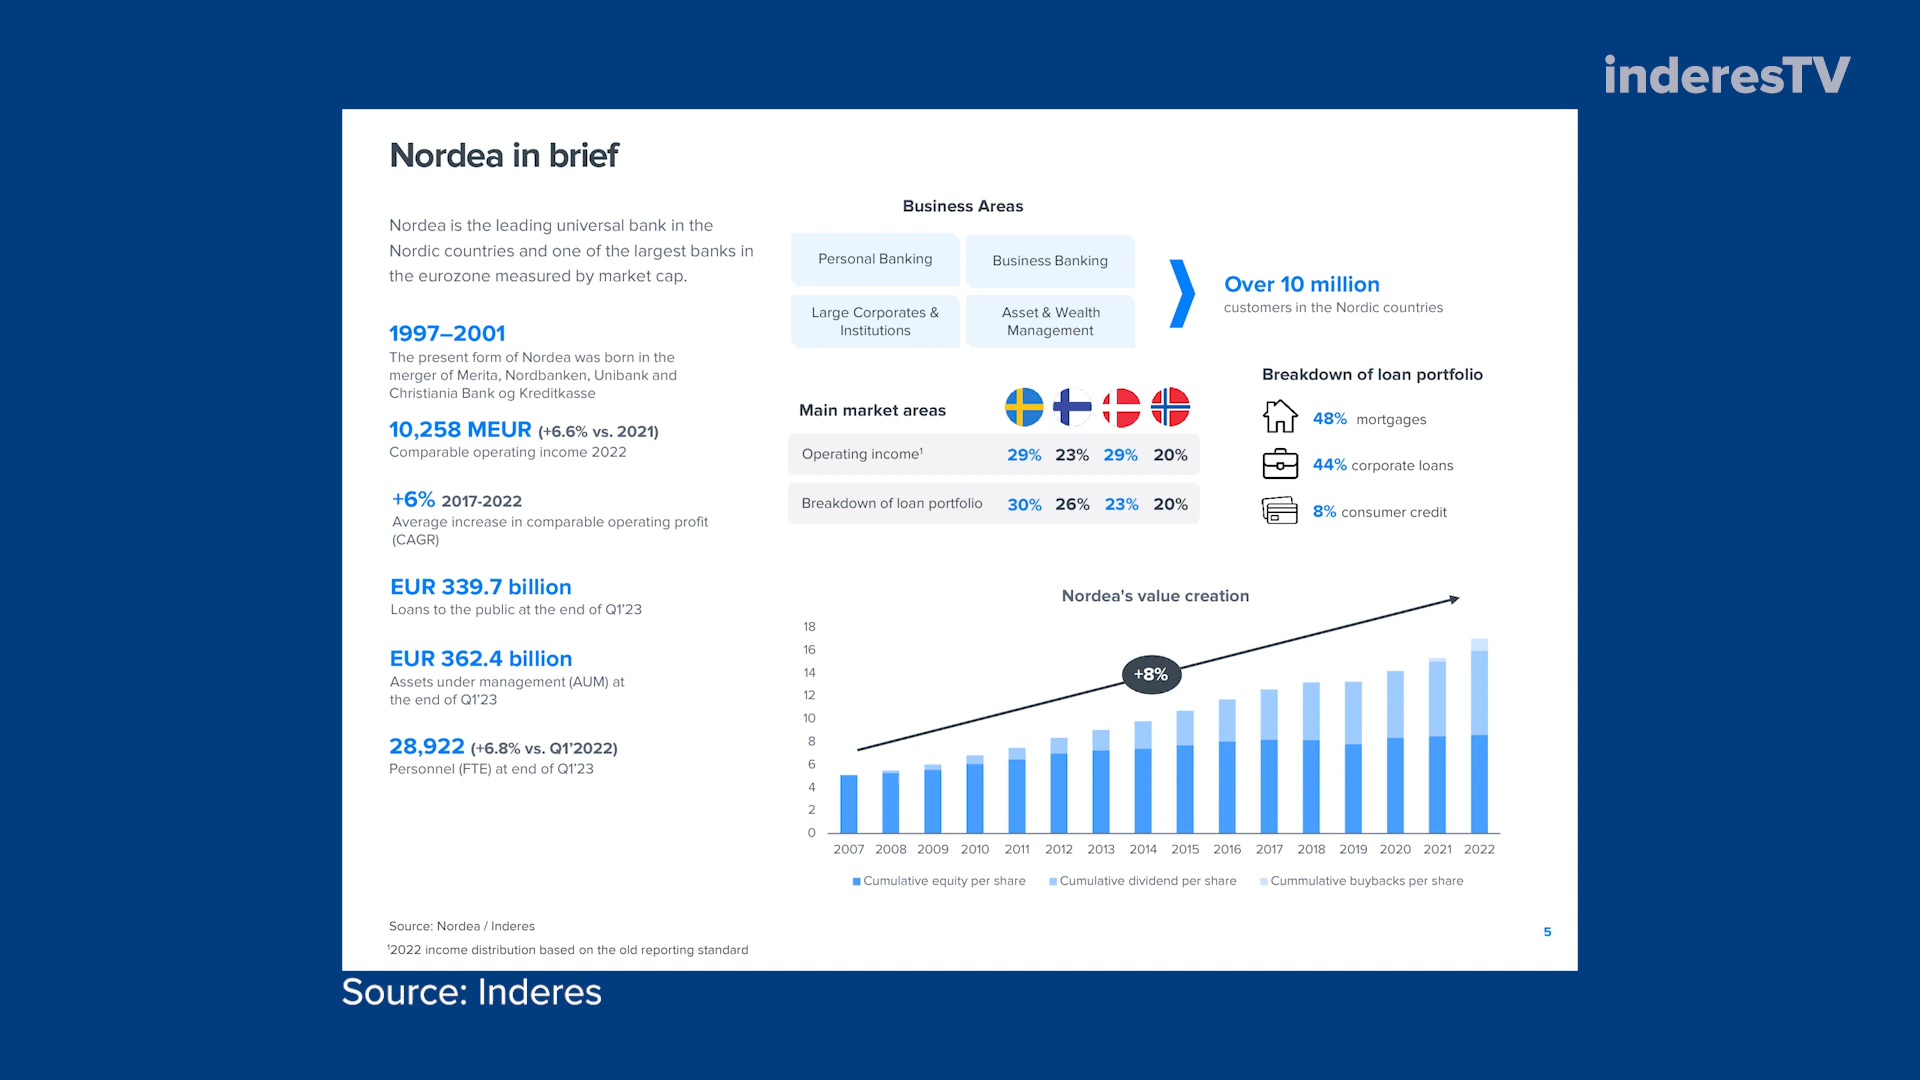 inderesTV
Nordea in brief
Nordea is the leading universal bank in the
Nordic countries and one of the largest banks in
the eurozone measured by market cap.
1997–2001
The present form of Nordea was born in the
merger of Merita, Nordbanken, Unibank and
Christiania Bank og Kreditkasse
10,258 MEUR (+6.6% vs. 2021)
Comparable operating income 2022
+6% 2017-2022
Average increase in comparable operating profit
(CAGR)
EUR 339.7 billion
Loans to the public at the end of Q1'23
EUR 362.4 billion
Assets under management (AUM) at
the end of Q1'23
28,922 (+6.8% vs. Q1'2022)
Personnel (FTE) at end of Q1'23
Business Areas
Personal Banking
Business Banking
Large Corporates &
Institutions
Asset & Wealth
Management
Over 10 million
customers in the Nordic countries
Main market areas
Operating income¹ 29% 23% 29% 20%
Breakdown of loan portfolio 30% 26% 23% 20%
Breakdown of loan portfolio
48% mortgages
44% corporate loans
8% consumer credit
Nordea's value creation
+8%
18
16
14
12
10
8
6
4
2
0
2007 2008 2009 2010 2011 2012 2013 2014 2015 2016 2017 2018 2019 2020 2021 2022
Cumulative equity per share Cumulative dividend per share Cummulative buybacks per share
Source: Nordea / Inderes
¹2022 income distribution based on the old reporting standard
5
Source: Inderes